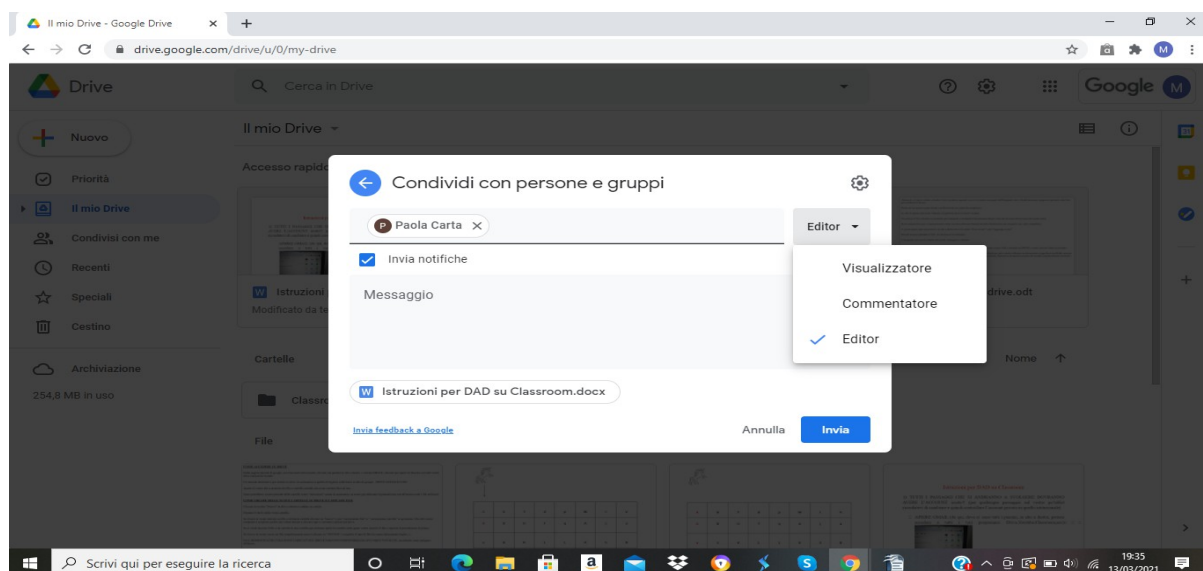 Il mio Drive - Google Drive
drive.google.com/drive/u/0/my-drive
M
Drive
Cerca in Drive
Google
M
Nuovo
Il mio Drive
Priorità
Accesso rapido
Il mio Drive
Condivisi con me
Recenti
Speciali
Cestino
Archiviazione
254,8 MB in uso
Condividi con persone e gruppi
P Paola Carta
Editor
Invia notifiche
Messaggio
Visualizzatore
Commentatore
Editor
W Istruzioni per DAD su Classroom.docx
Invia feedback a Google
Annulla
Invia
W Istruzioni
Modificato da te
drive.odt
Cartelle
Nome
File
Scrivi qui per eseguire la ricerca
19:35
13/03/2021